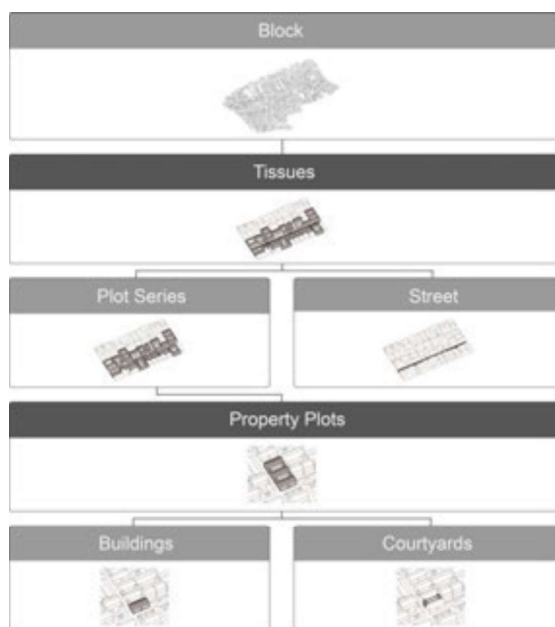 Block
Tissues
Plot Series
Street
Property Plots
Buildings
Courtyards